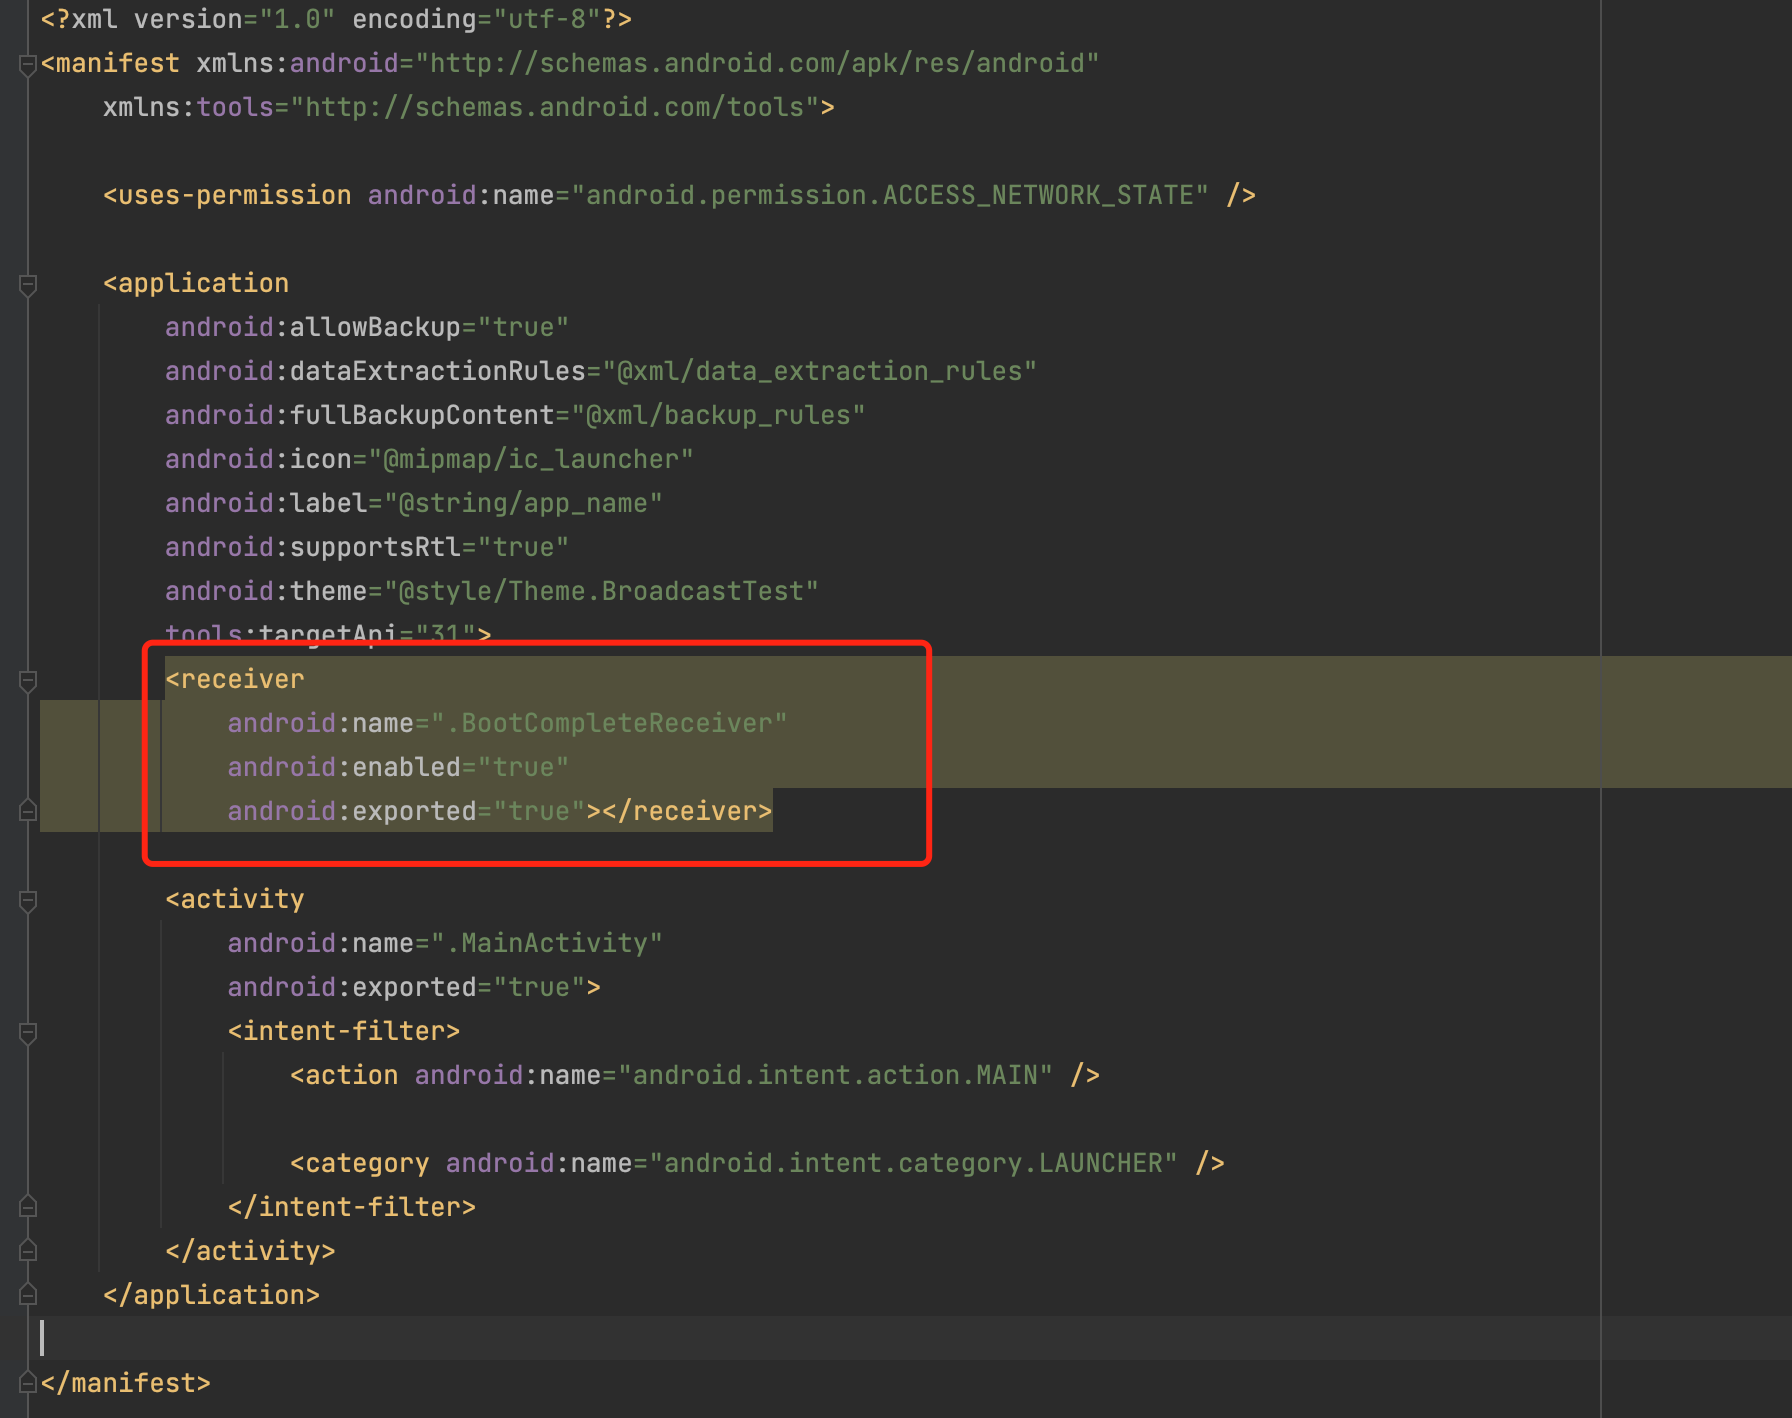 <?xml version="1.0" encoding="utf-8"?>
<manifest xmlns:android="http://schemas.android.com/apk/res/android"
    xmlns:tools="http://schemas.android.com/tools">
    <uses-permission android:name="android.permission.ACCESS_NETWORK_STATE" />
    <application
        android:allowBackup="true"
        android:dataExtractionRules="@xml/data_extraction_rules"
        android:fullBackupContent="@xml/backup_rules"
        android:icon="@mipmap/ic_launcher"
        android:label="@string/app_name"
        android:supportsRtl="true"
        android:theme="@style/Theme.BroadcastTest"
        tools:targetApi="31">
        <receiver
            android:name=".BootCompleteReceiver"
            android:enabled="true"
            android:exported="true"></receiver>
        <activity
            android:name=".MainActivity"
            android:exported="true">
            <intent-filter>
                <action android:name="android.intent.action.MAIN" />
                <category android:name="android.intent.category.LAUNCHER" />
            </intent-filter>
        </activity>
    </application>
</manifest>